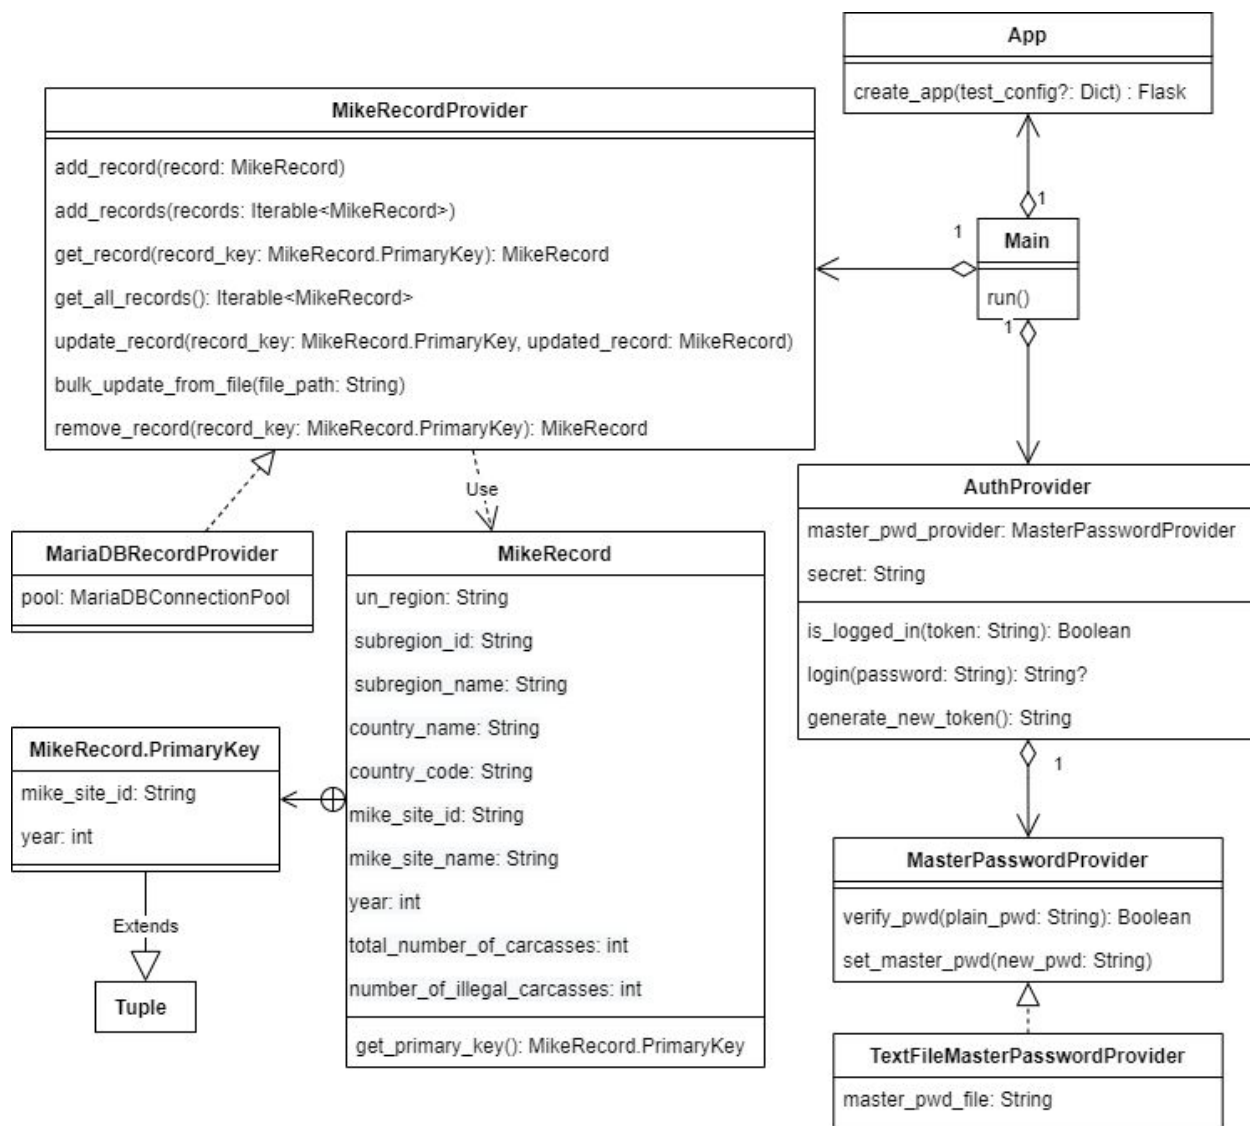 App
create_app(test_config?: Dict) : Flask
MikeRecordProvider
add_record(record: MikeRecord)
add_records(records: Iterable<MikeRecord>)
get_record(record_key: MikeRecord.PrimaryKey): MikeRecord
get_all_records(): Iterable<MikeRecord>
update_record(record_key: MikeRecord.PrimaryKey, updated_record: MikeRecord)
bulk_update_from_file(file_path: String)
remove_record(record_key: MikeRecord.PrimaryKey): MikeRecord
1
1
Main
run()
1
Use
AuthProvider
master_pwd_provider: MasterPasswordProvider
secret: String
is_logged_in(token: String): Boolean
login(password: String): String?
generate_new_token(): String
1
MariaDBRecordProvider
pool: MariaDBConnectionPool
MikeRecord
un_region: String
subregion_id: String
subregion_name: String
country_name: String
country_code: String
mike_site_id: String
mike_site_name: String
year: int
total_number_of_carcasses: int
number_of_illegal_carcasses: int
get_primary_key(): MikeRecord.PrimaryKey
MikeRecord.PrimaryKey
mike_site_id: String
year: int
Extends
Tuple
MasterPasswordProvider
verify_pwd(plain_pwd: String): Boolean
set_master_pwd(new_pwd: String)
TextFileMasterPasswordProvider
master_pwd_file: String